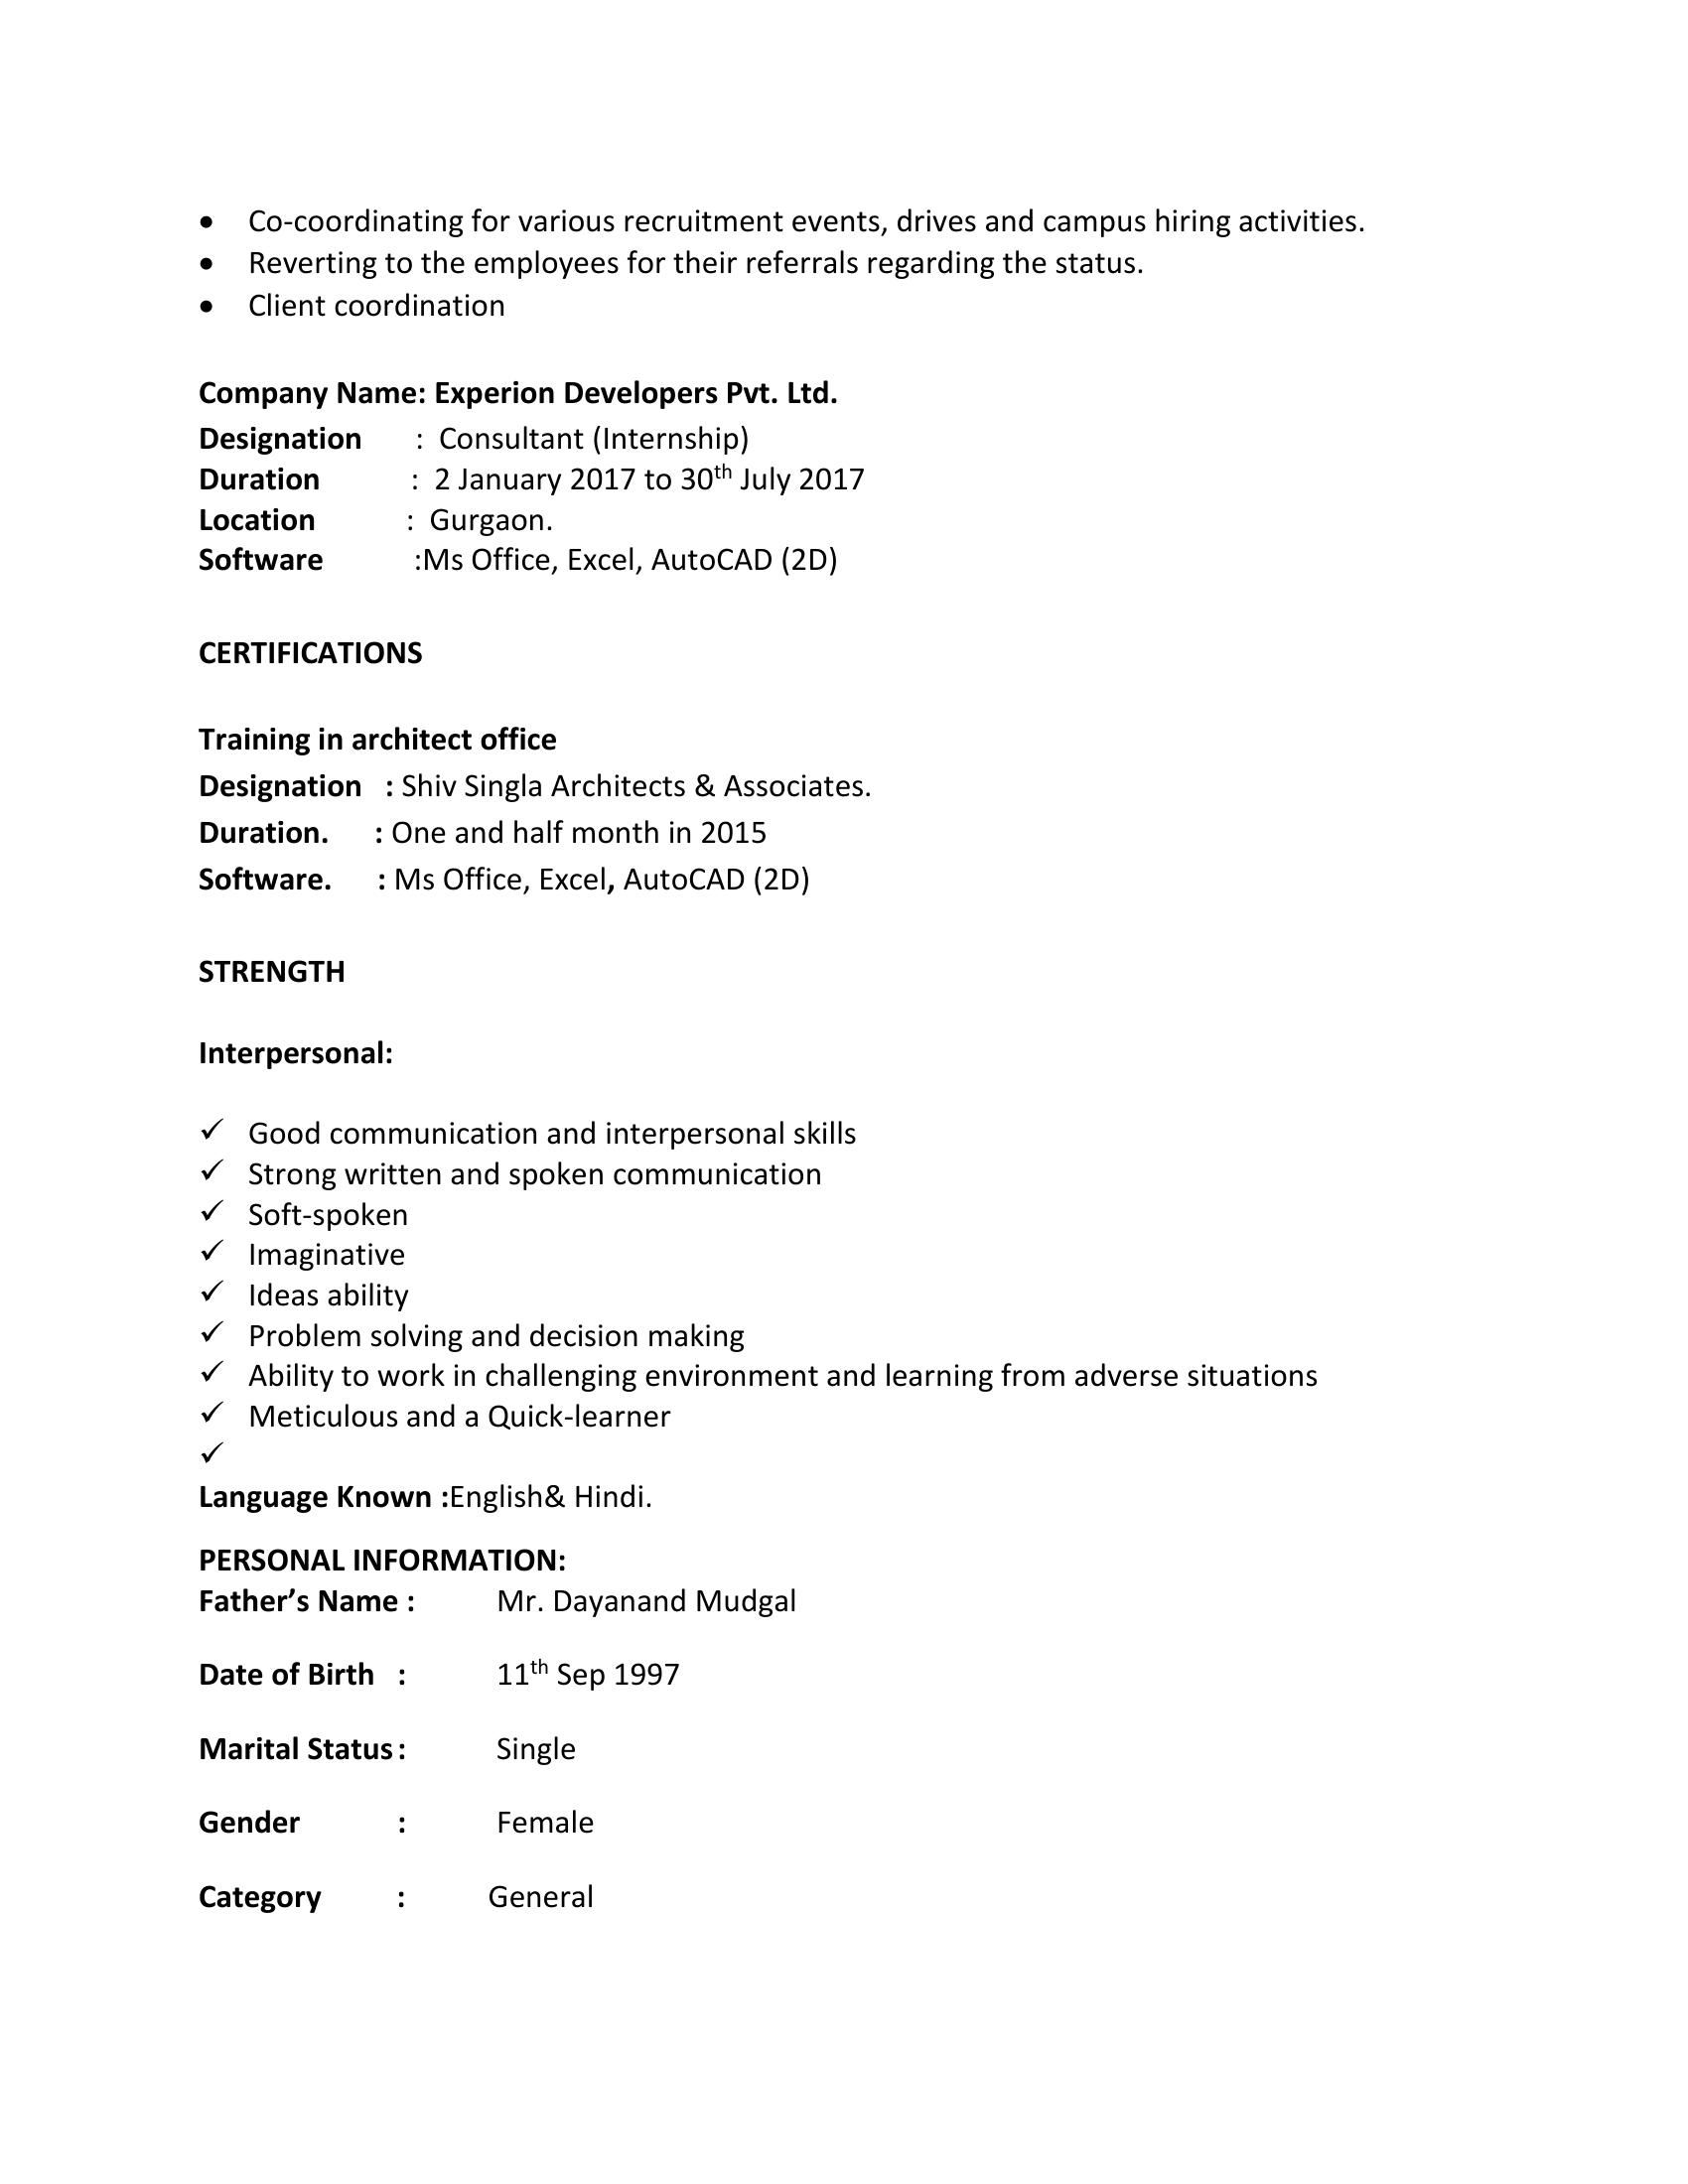 • Co-coordinating for various recruitment events, drives and campus hiring activities.
• Reverting to the employees for their referrals regarding the status.
• Client coordination
Company Name: Experion Developers Pvt. Ltd.
Designation : Consultant (Internship)
Duration : 2 January 2017 to 30th July 2017
Location : Gurgaon.
Software :Ms Office, Excel, AutoCAD (2D)
CERTIFICATIONS
Training in architect office
Designation : Shiv Singla Architects & Associates.
Duration. : One and half month in 2015
Software. : Ms Office, Excel, AutoCAD (2D)
STRENGTH
Interpersonal:
✓ Good communication and interpersonal skills
✓ Strong written and spoken communication
✓ Soft-spoken
✓ Imaginative
✓ Ideas ability
✓ Problem solving and decision making
✓ Ability to work in challenging environment and learning from adverse situations
✓ Meticulous and a Quick-learner
✓
Language Known :English& Hindi.
PERSONAL INFORMATION:
Father’s Name : Mr. Dayanand Mudgal
Date of Birth : 11th Sep 1997
Marital Status : Single
Gender : Female
Category : General